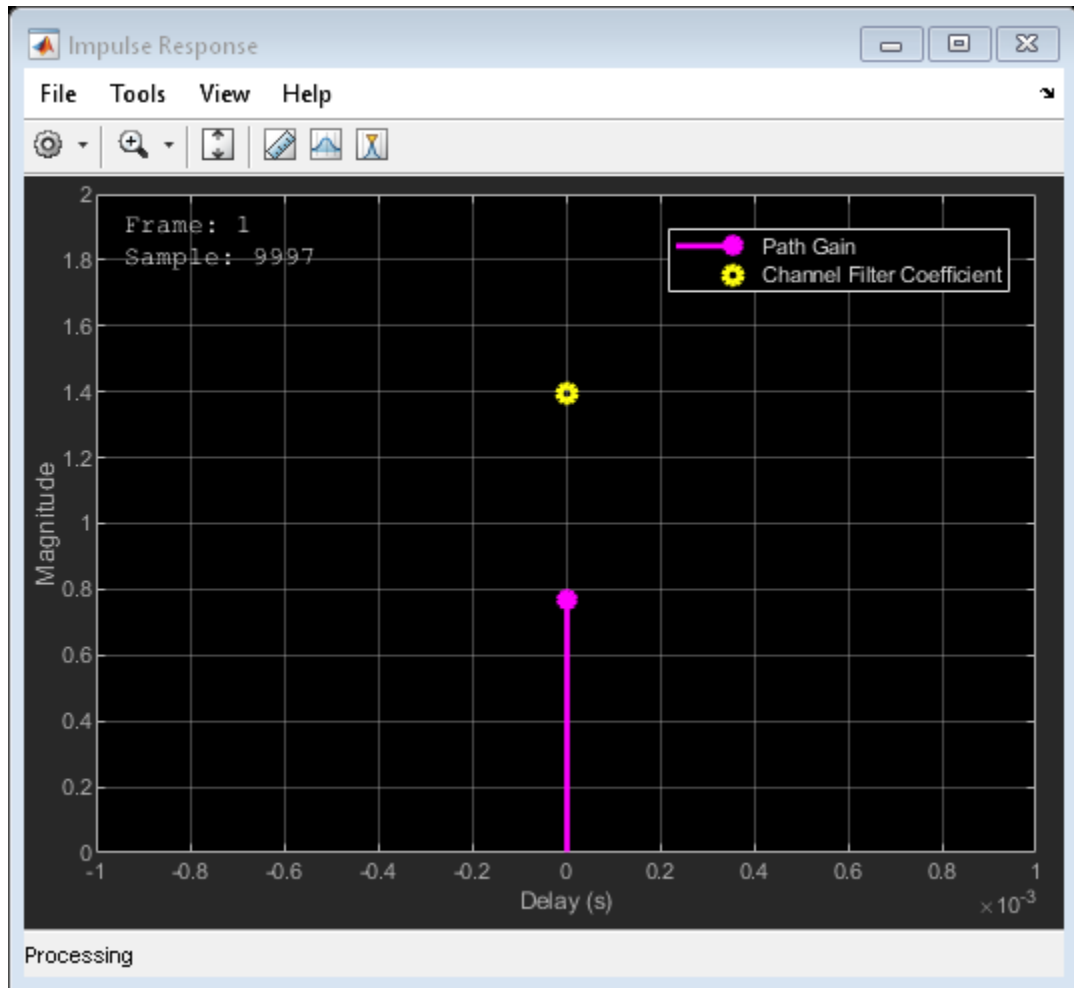 Impulse Response
File Tools View Help
Frame: 1
Sample: 9997
Path Gain
Channel Filter Coefficient
2
1.8
1.6
1.4
1.2
1
0.8
0.6
0.4
0.2
0
Magnitude
-1 -0.8 -0.6 -0.4 -0.2 0 0.2 0.4 0.6 0.8 1
Delay (s)
×10⁻³
Processing